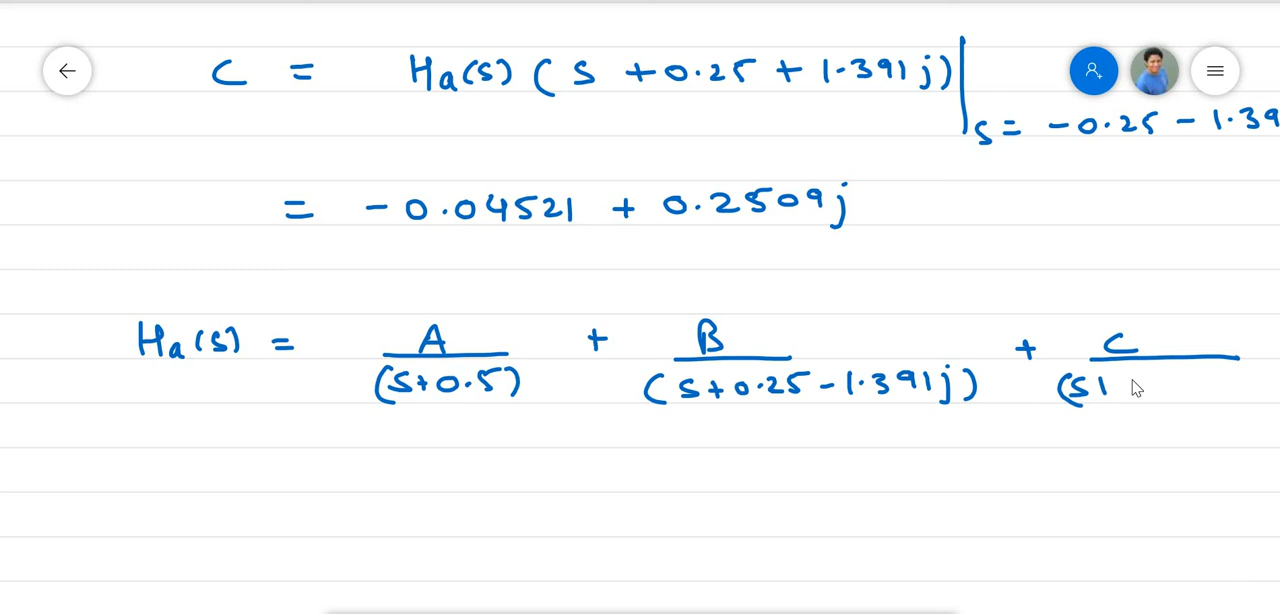 C = Ha(s) ( s + 0.25 + 1.391j) | s = -0.25 - 1.39
= -0.04521 + 0.2509j
Ha(s) = A/(s+0.5) + B/(s+0.25-1.391j) + C/(s1